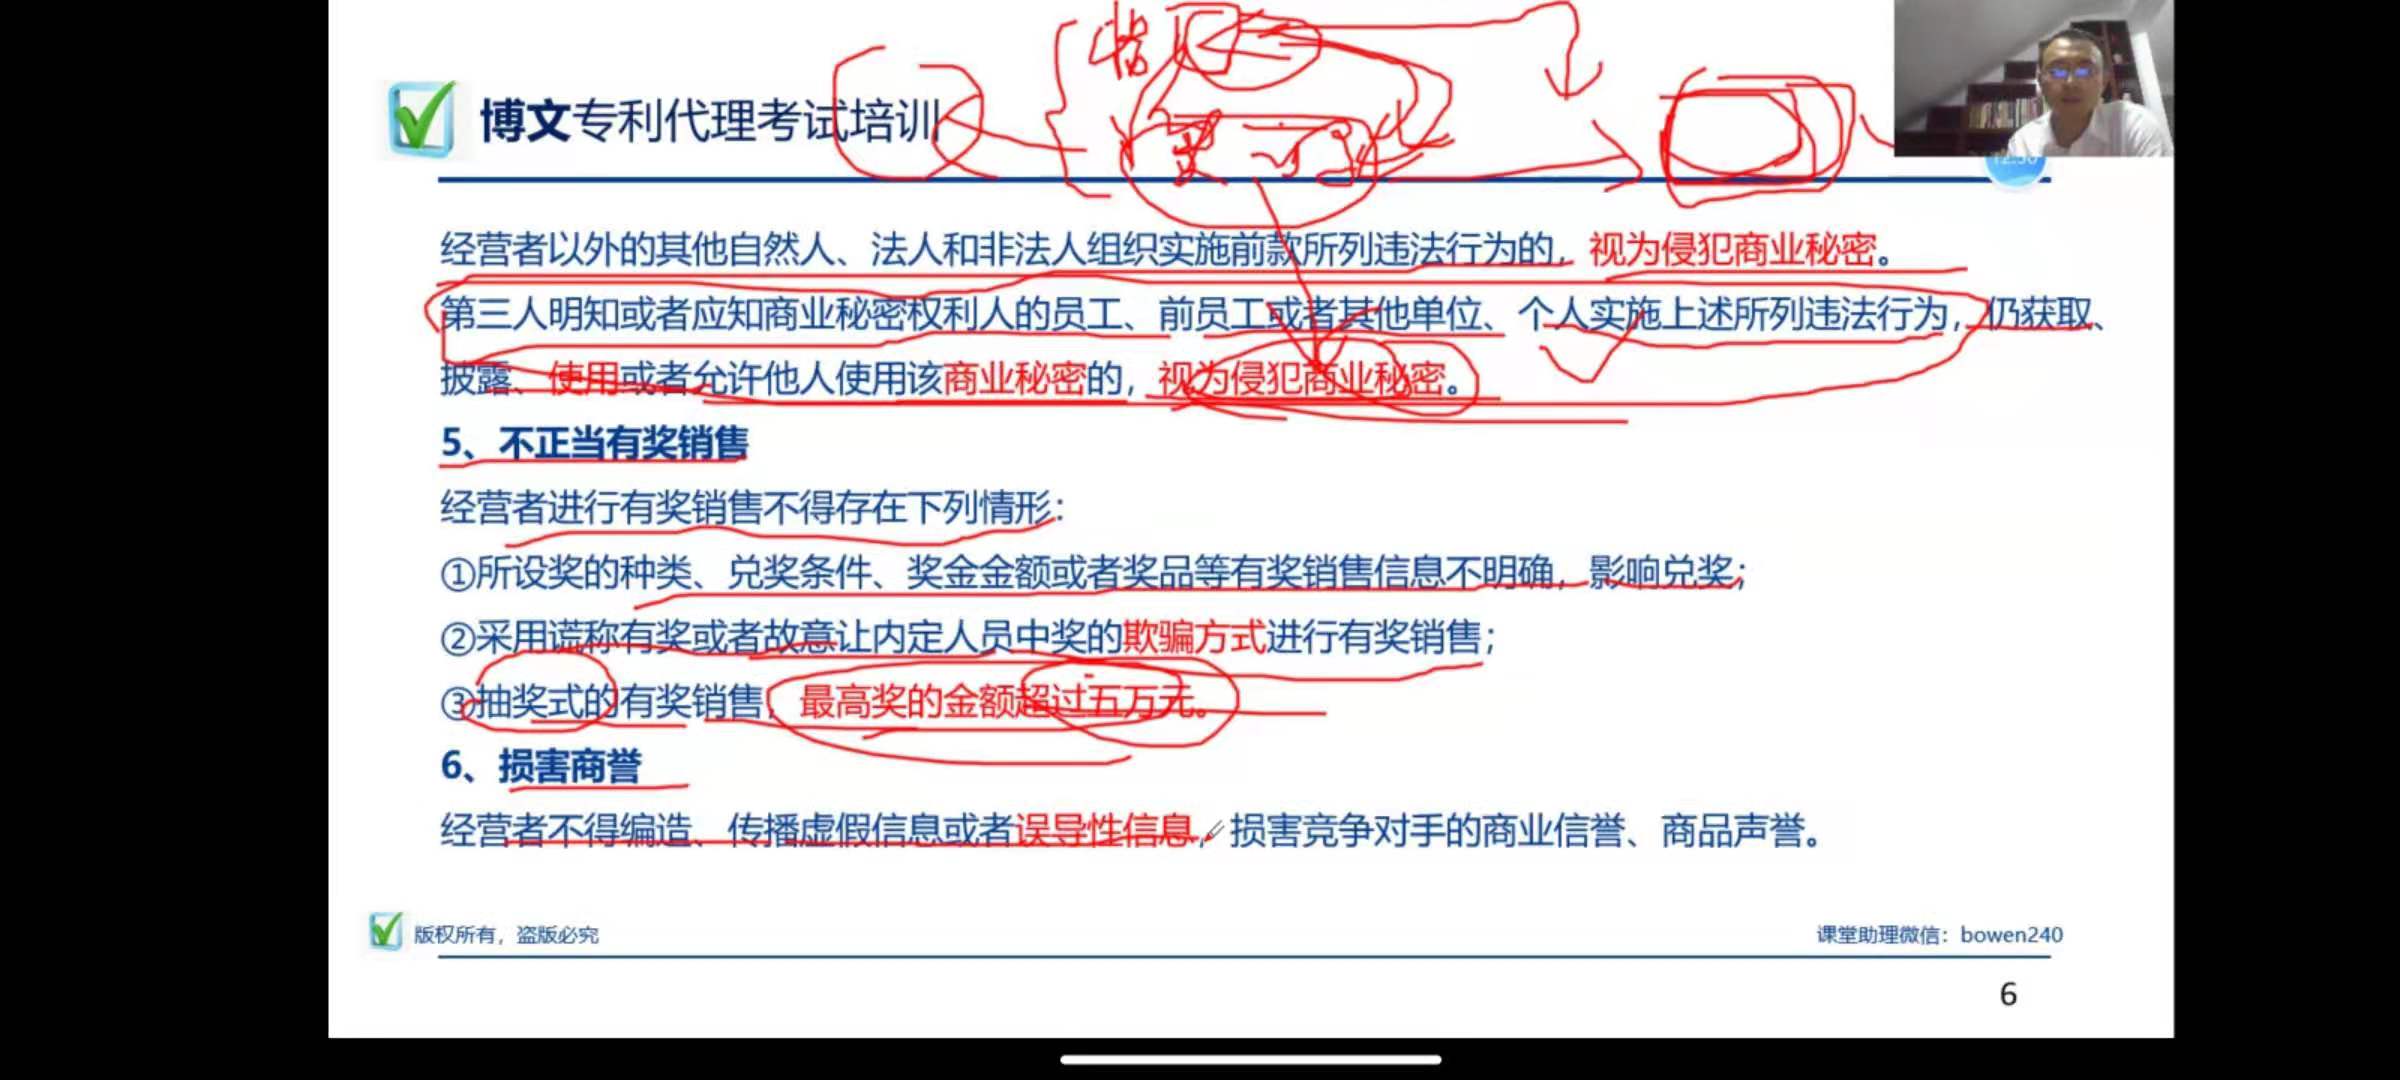 博文专利代理考试培训
12:50
经营者以外的其他自然人、法人和非法人组织实施前款所列违法行为的，视为侵犯商业秘密。
第三人明知或者应知商业秘密权利人的员工、前员工或者其他单位、个人实施上述所列违法行为，仍获取、
披露、使用或者允许他人使用该商业秘密的，视为侵犯商业秘密。
5、不正当有奖销售
经营者进行有奖销售不得存在下列情形：
①所设奖的种类、兑奖条件、奖金金额或者奖品等有奖销售信息不明确，影响兑奖；
②采用谎称有奖或者故意让内定人员中奖的欺骗方式进行有奖销售；
③抽奖式的有奖销售，最高奖的金额超过五万元。
6、损害商誉
经营者不得编造、传播虚假信息或者误导性信息，损害竞争对手的商业信誉、商品声誉。
版权所有，盗版必究
课堂助理微信：bowen240
6